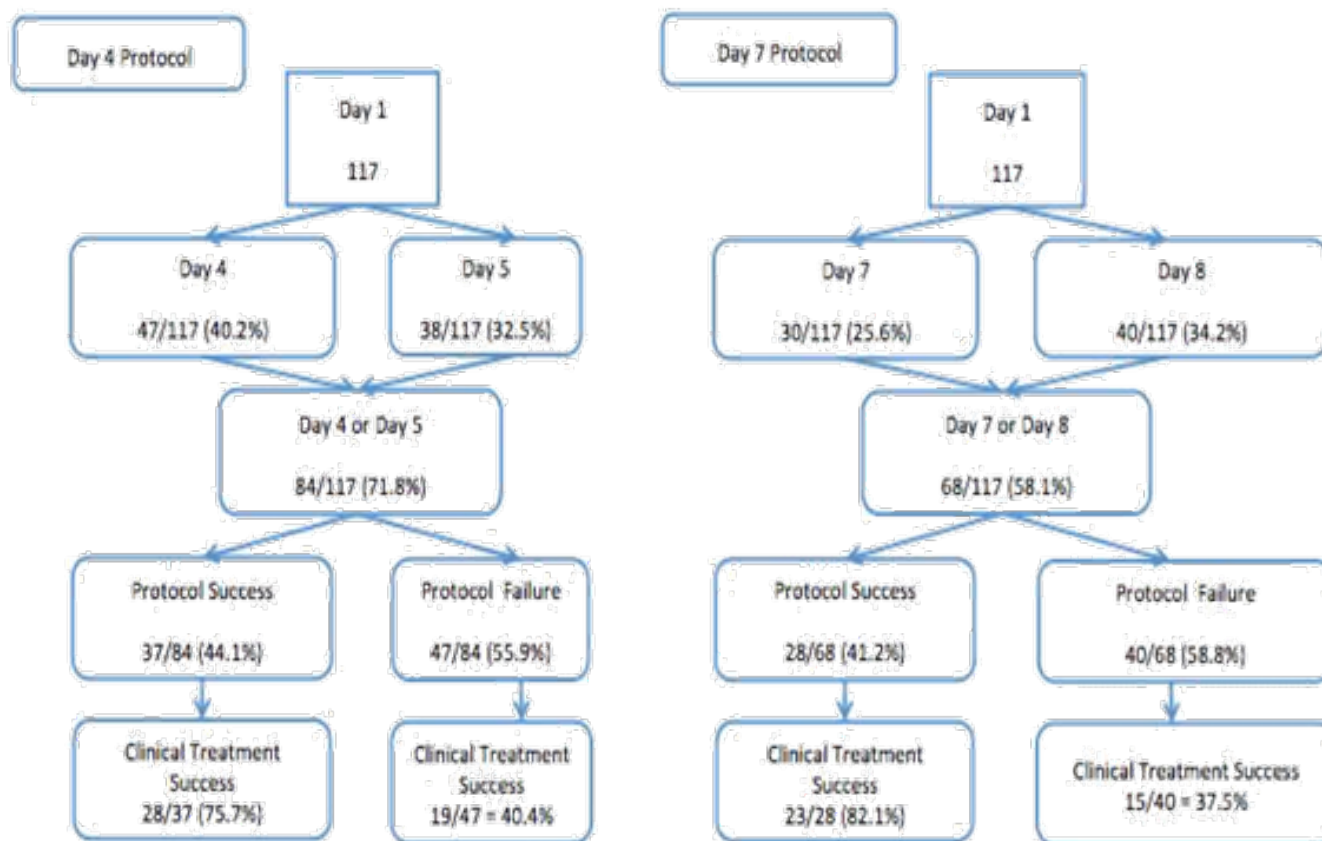 Day 4 Protocol
Day 1
117
Day 4
47/117 (40.2%)
Day 5
38/117 (32.5%)
Day 4 or Day 5
84/117 (71.8%)
Protocol Success
37/84 (44.1%)
Protocol Failure
47/84 (55.9%)
Clinical Treatment
Success
28/37 (75.7%)
Clinical Treatment
Success
19/47 = 40.4%
Day 7 Protocol
Day 1
117
Day 7
30/117 (25.6%)
Day 8
40/117 (34.2%)
Day 7 or Day 8
68/117 (58.1%)
Protocol Success
28/68 (41.2%)
Protocol Failure
40/68 (58.8%)
Clinical Treatment
Success
23/28 (82.1%)
Clinical Treatment Success
15/40 = 37.5%